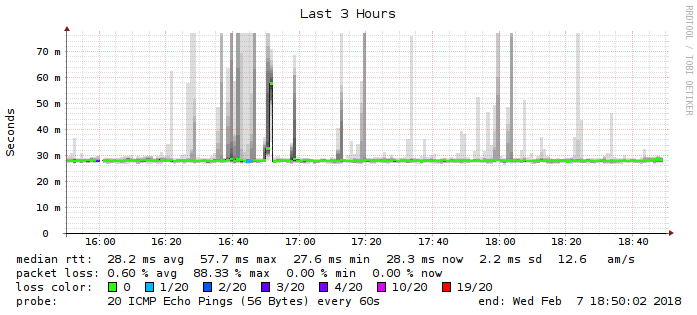 Last 3 Hours
RRDTOOL / TOBI OETIKER
Seconds
70 m
60 m
50 m
40 m
30 m
20 m
10 m
0
16:00 16:20 16:40 17:00 17:20 17:40 18:00 18:20 18:40
median rtt: 28.2 ms avg 57.7 ms max 27.6 ms min 28.3 ms now 2.2 ms sd 12.6 am/s
packet loss: 0.60 % avg 88.33 % max 0.00 % min 0.00 % now
loss color: 0 1/20 2/20 3/20 4/20 10/20 19/20
probe: 20 ICMP Echo Pings (56 Bytes) every 60s end: Wed Feb 7 18:50:02 2018